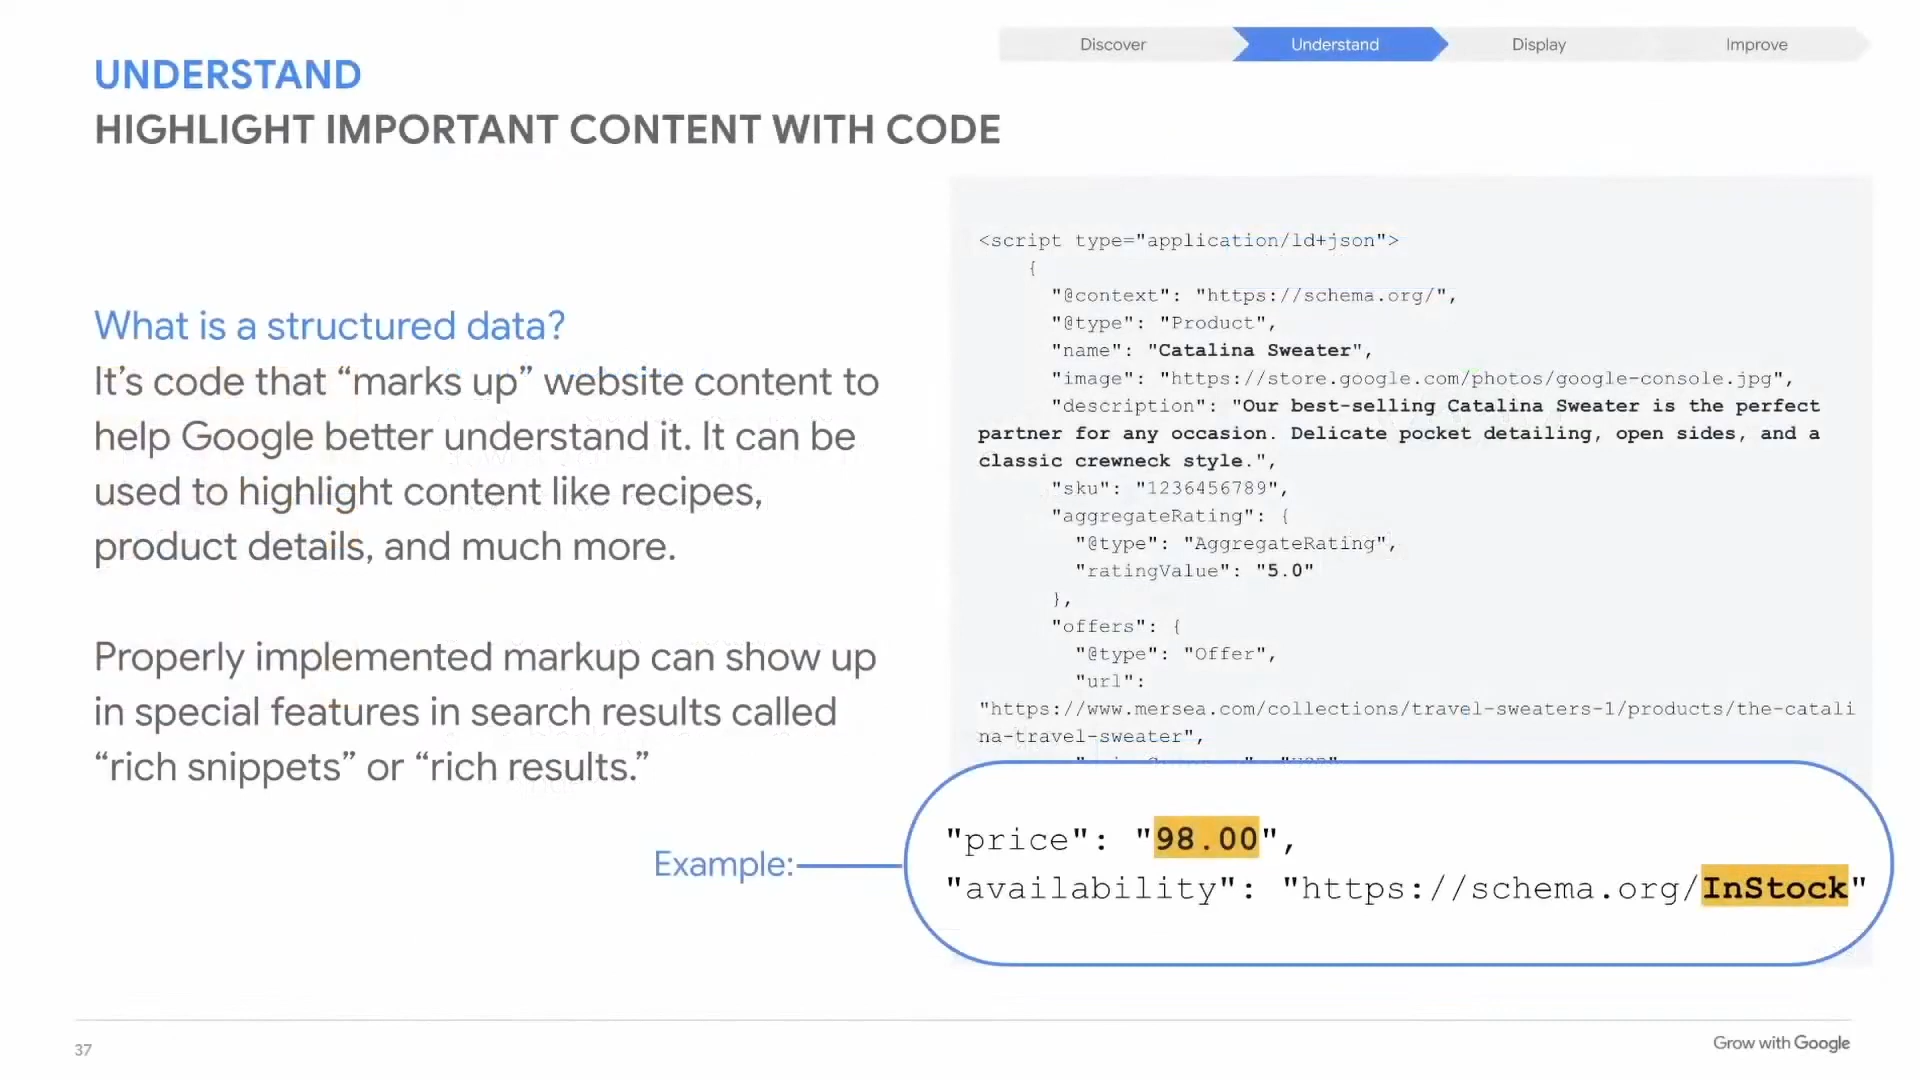 Discover
Understand
Display
Improve
UNDERSTAND
HIGHLIGHT IMPORTANT CONTENT WITH CODE
What is a structured data?
It’s code that “marks up” website content to
help Google better understand it. It can be
used to highlight content like recipes,
product details, and much more.
Properly implemented markup can show up
in special features in search results called
“rich snippets” or “rich results.”
<script type="application/ld+json">
{
"@context": "https://schema.org/",
"@type": "Product",
"name": "Catalina Sweater",
"image": "https://store.google.com/photos/google-console.jpg",
"description": "Our best-selling Catalina Sweater is the perfect
partner for any occasion. Delicate pocket detailing, open sides, and a
classic crewneck style.",
"sku": "1236456789",
"aggregateRating": {
"@type": "AggregateRating",
"ratingValue": "5.0"
},
"offers": {
"@type": "Offer",
"url":
"https://www.mersea.com/collections/travel-sweaters-1/products/the-catali
na-travel-sweater",
Example:
"price": "98.00",
"availability": "https://schema.org/InStock"
37
Grow with Google